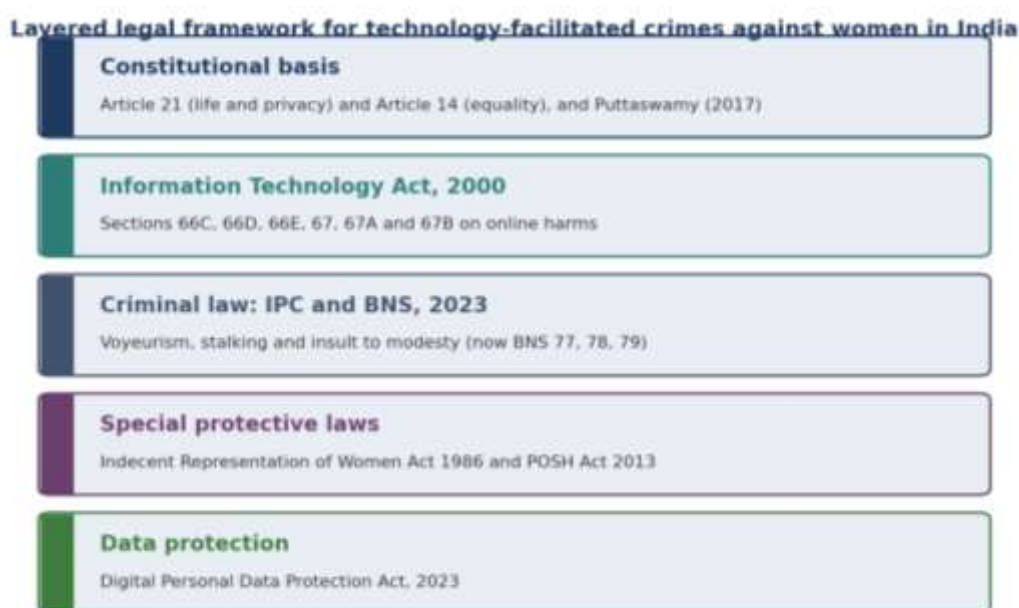 Layered legal framework for technology-facilitated crimes against women in India
Constitutional basis
Article 21 (life and privacy) and Article 14 (equality), and Puttaswamy (2017)
Information Technology Act, 2000
Sections 66C, 66D, 66E, 67, 67A and 67B on online harms
Criminal law: IPC and BNS, 2023
Voyeurism, stalking and insult to modesty (now BNS 77, 78, 79)
Special protective laws
Indecent Representation of Women Act 1986 and POSH Act 2013
Data protection
Digital Personal Data Protection Act, 2023